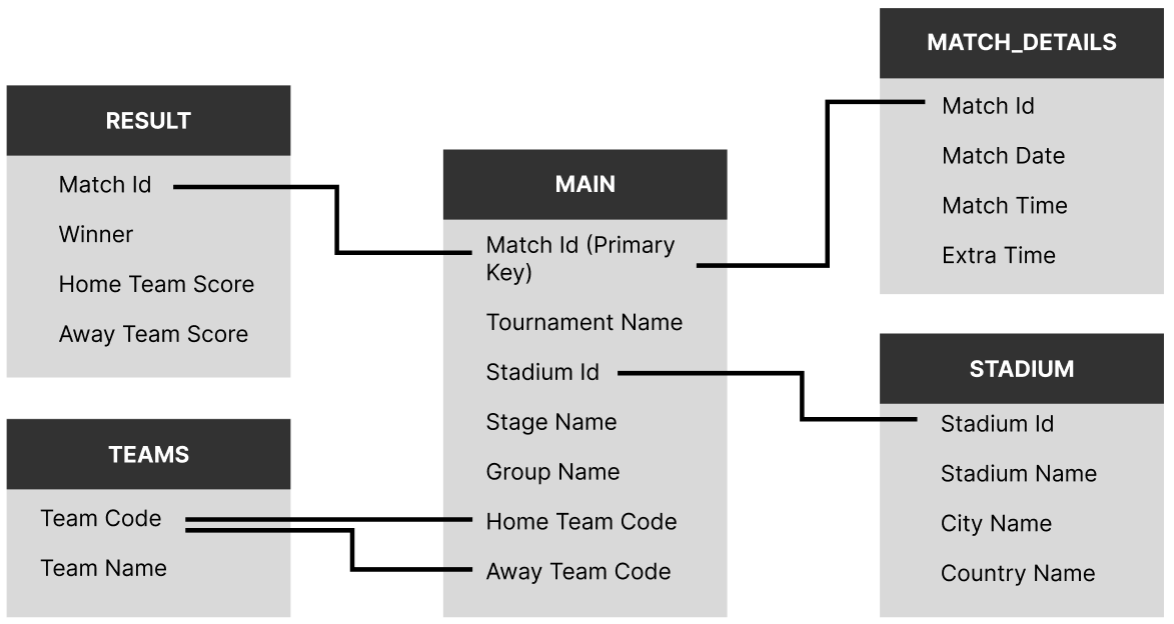 RESULT
Match Id
Winner
Home Team Score
Away Team Score
TEAMS
Team Code
Team Name
MAIN
Match Id (Primary
Key)
Tournament Name
Stadium Id
Stage Name
Group Name
Home Team Code
Away Team Code
MATCH_DETAILS
Match Id
Match Date
Match Time
Extra Time
STADIUM
Stadium Id
Stadium Name
City Name
Country Name